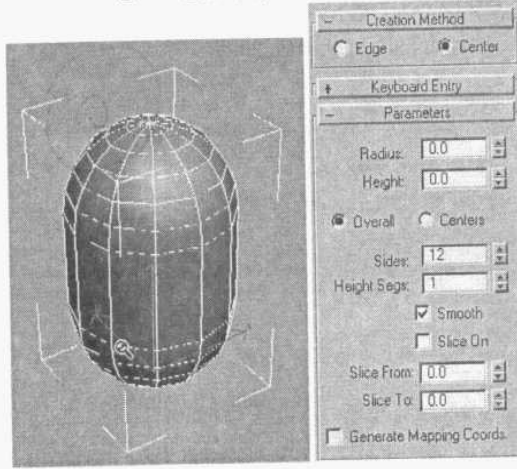 − Creation Method
Edge Center
+ Keyboard Entry
− Parameters
Radius: 0.0
Height: 0.0
Overall Centers
Sides: 12
Height Segs: 1
Smooth
Slice On
Slice From: 0.0
Slice To: 0.0
Generate Mapping Coords.